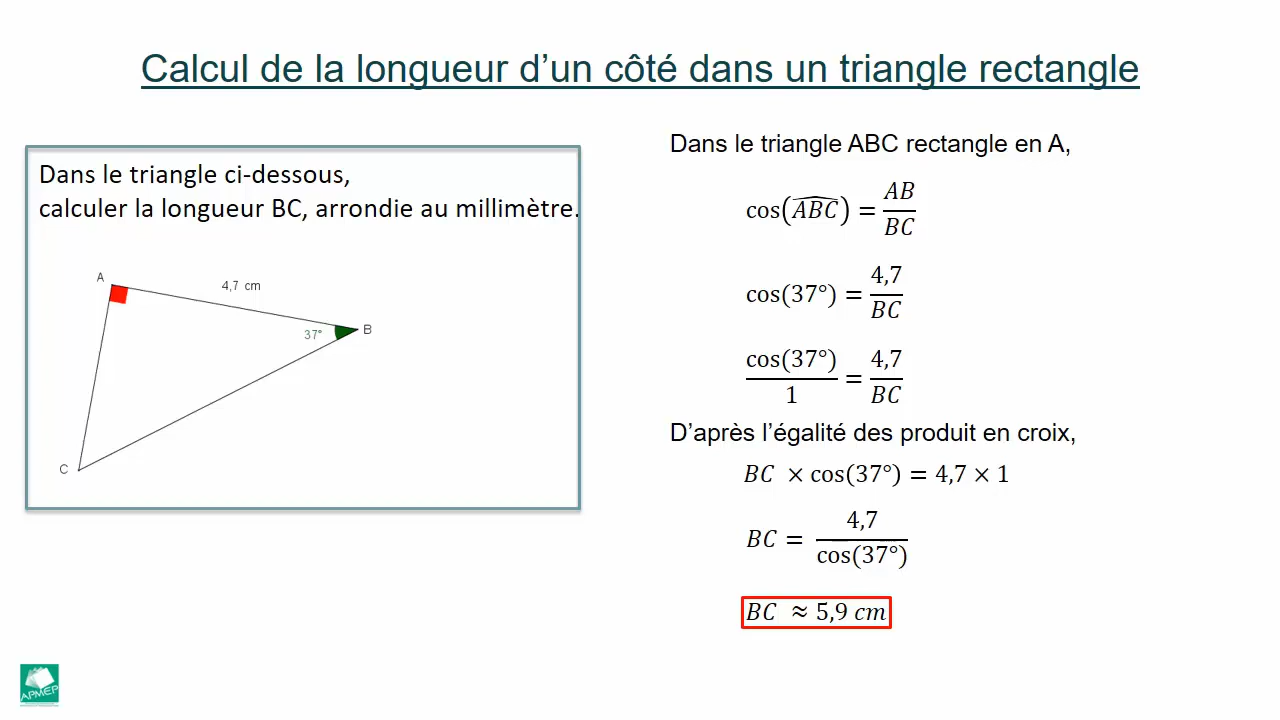 Calcul de la longueur d’un côté dans un triangle rectangle
Dans le triangle ci-dessous,
calculer la longueur BC, arrondie au millimètre.
A
4,7 cm
37°
B
C
Dans le triangle ABC rectangle en A,
cos(\widehat{ABC}) = AB/BC
cos(37°) = 4,7/BC
cos(37°)/1 = 4,7/BC
D’après l’égalité des produit en croix,
BC × cos(37°) = 4,7 × 1
BC = 4,7/cos(37°)
BC ≈ 5,9 cm
APMEP